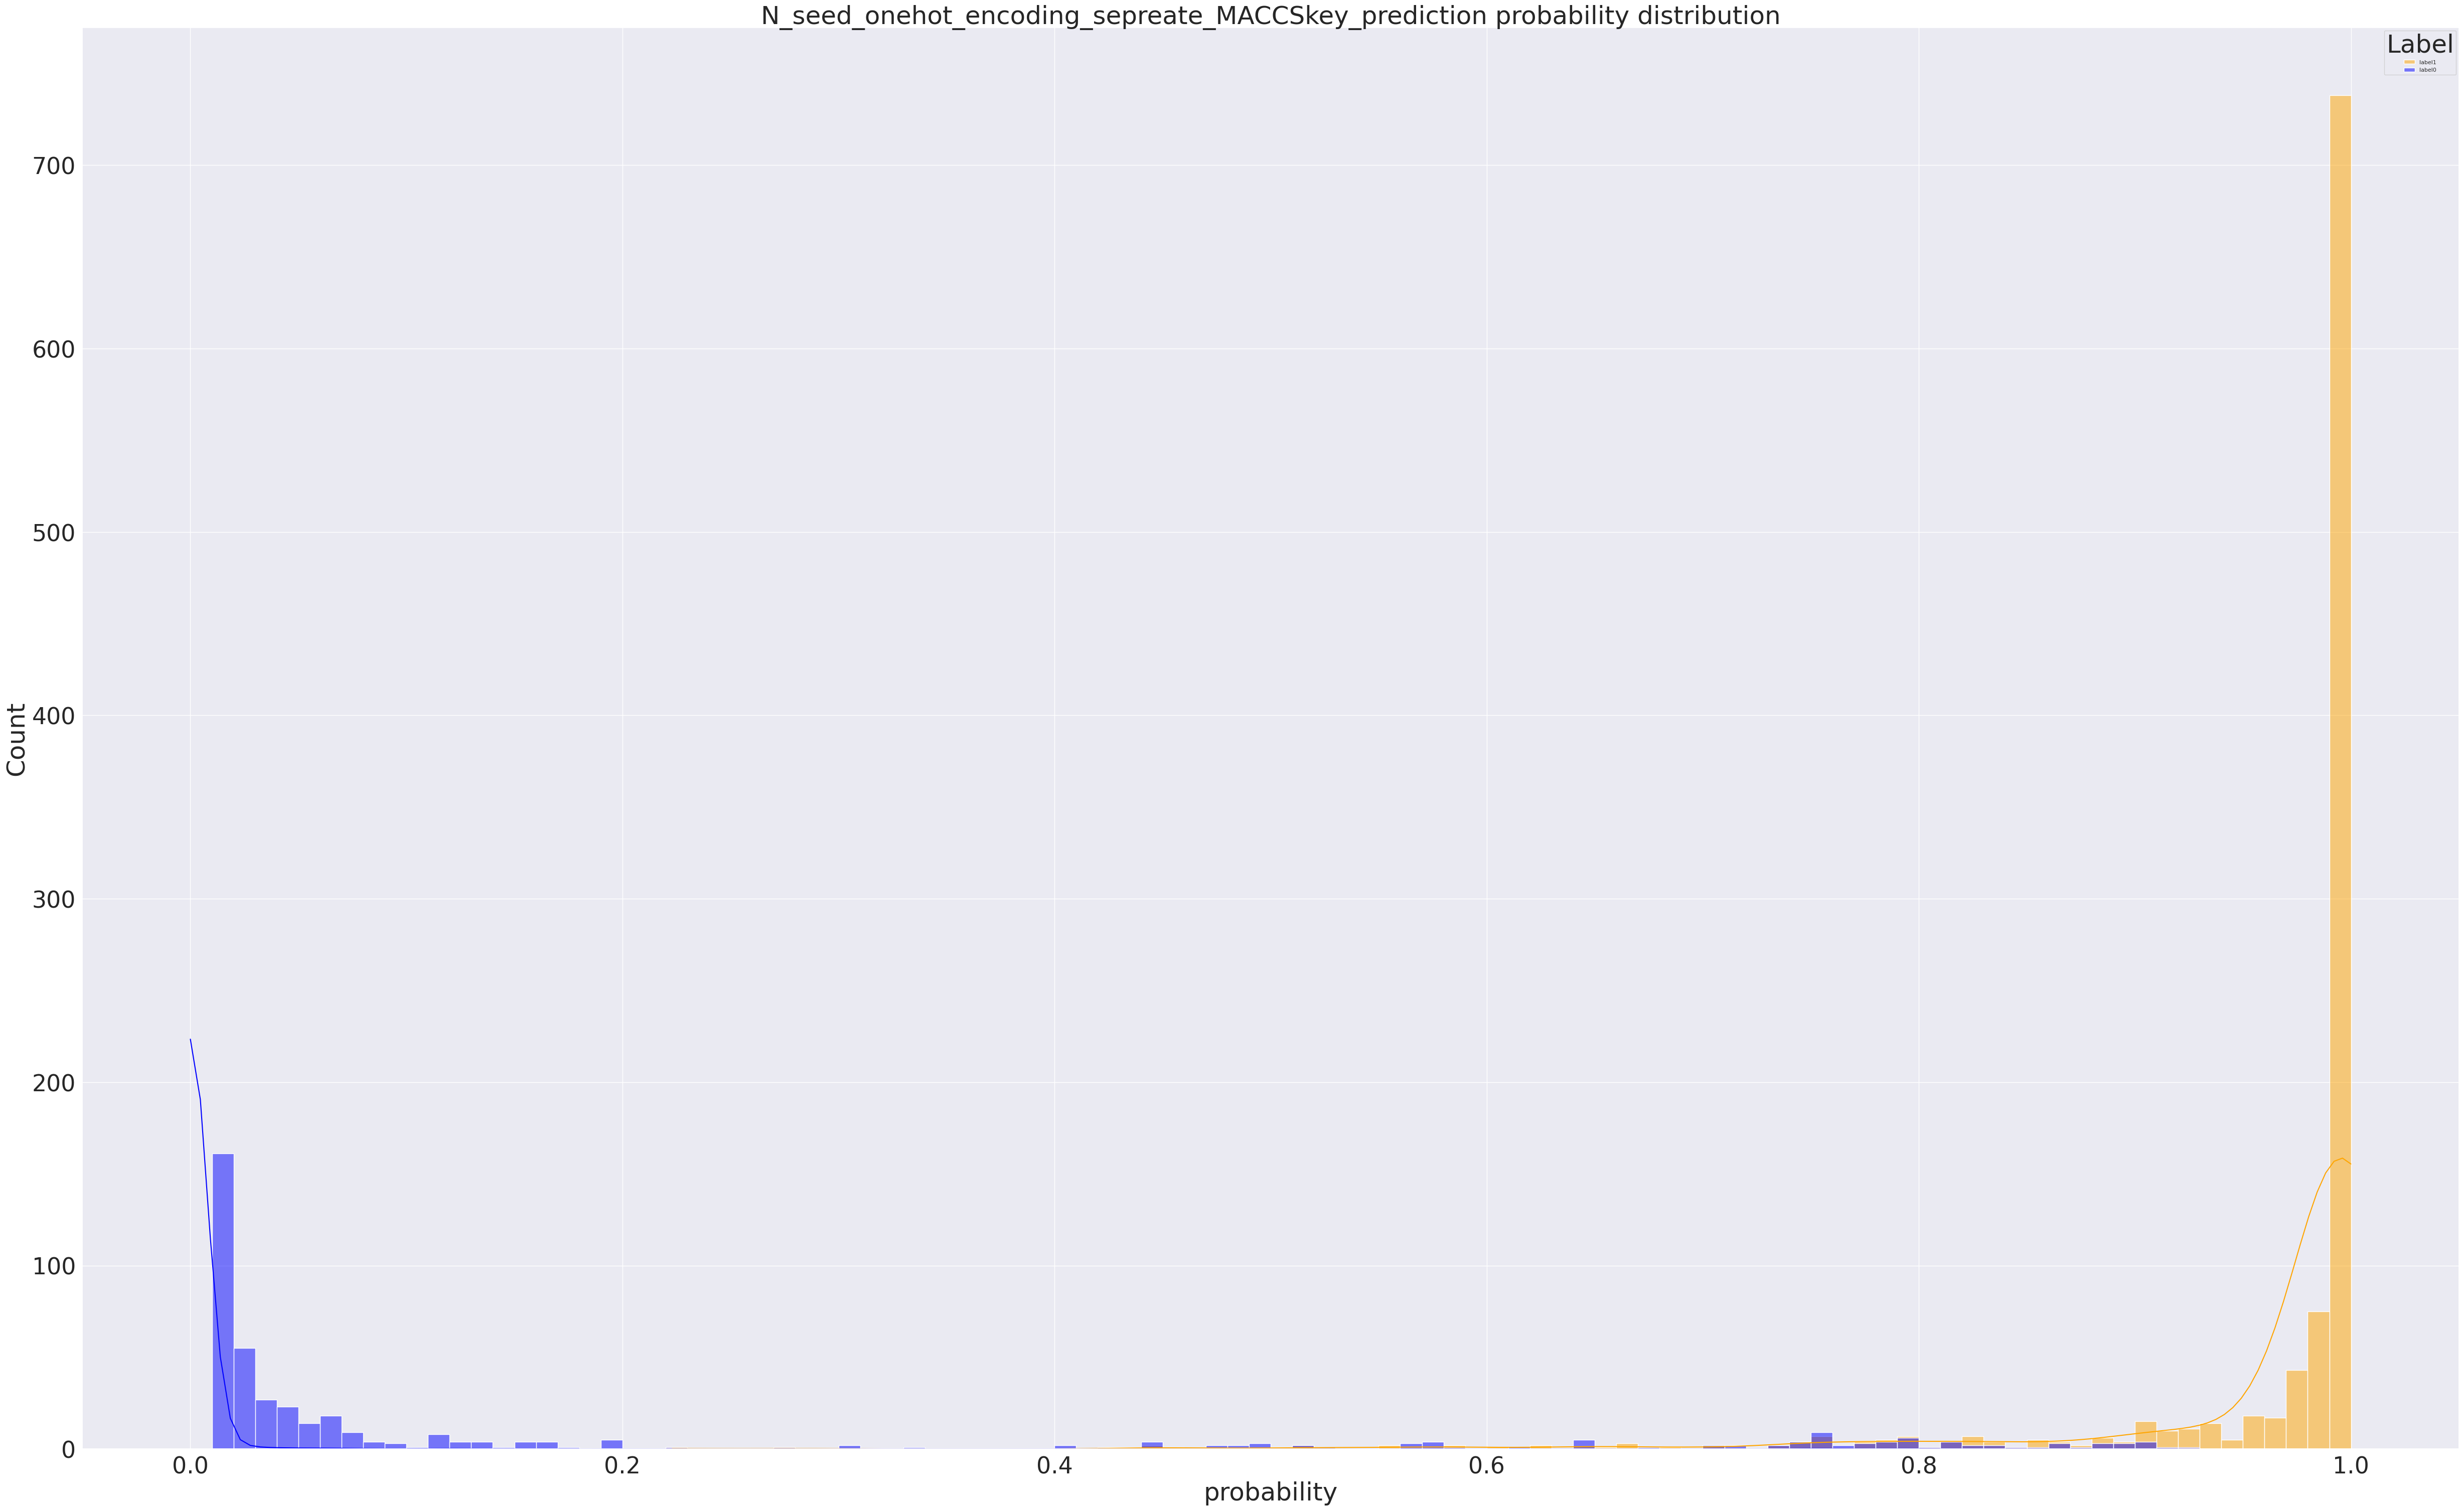 N_seed_onehot_encoding_sepreate_MACCSkey_prediction probability distribution
Label
label1
label0
700
600
500
400
300
200
100
0
Count
0.0 0.2 0.4 0.6 0.8 1.0
probability